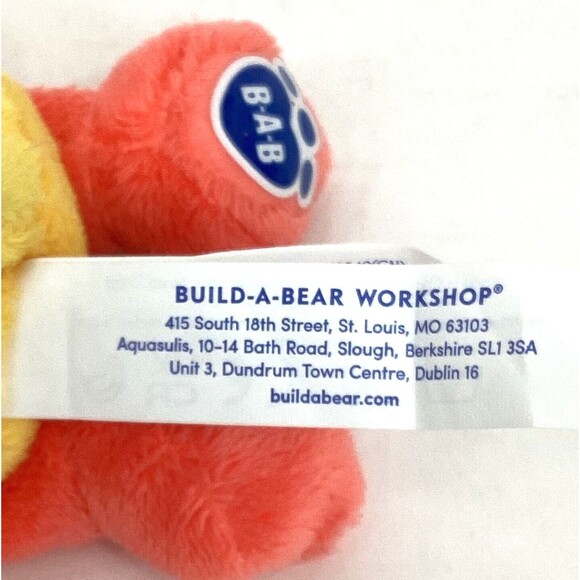 B-A-B
BUILD-A-BEAR WORKSHOP®
415 South 18th Street, St. Louis, MO 63103
Aquasulis, 10-14 Bath Road, Slough, Berkshire SL1 3SA
Unit 3, Dundrum Town Centre, Dublin 16
buildabear.com